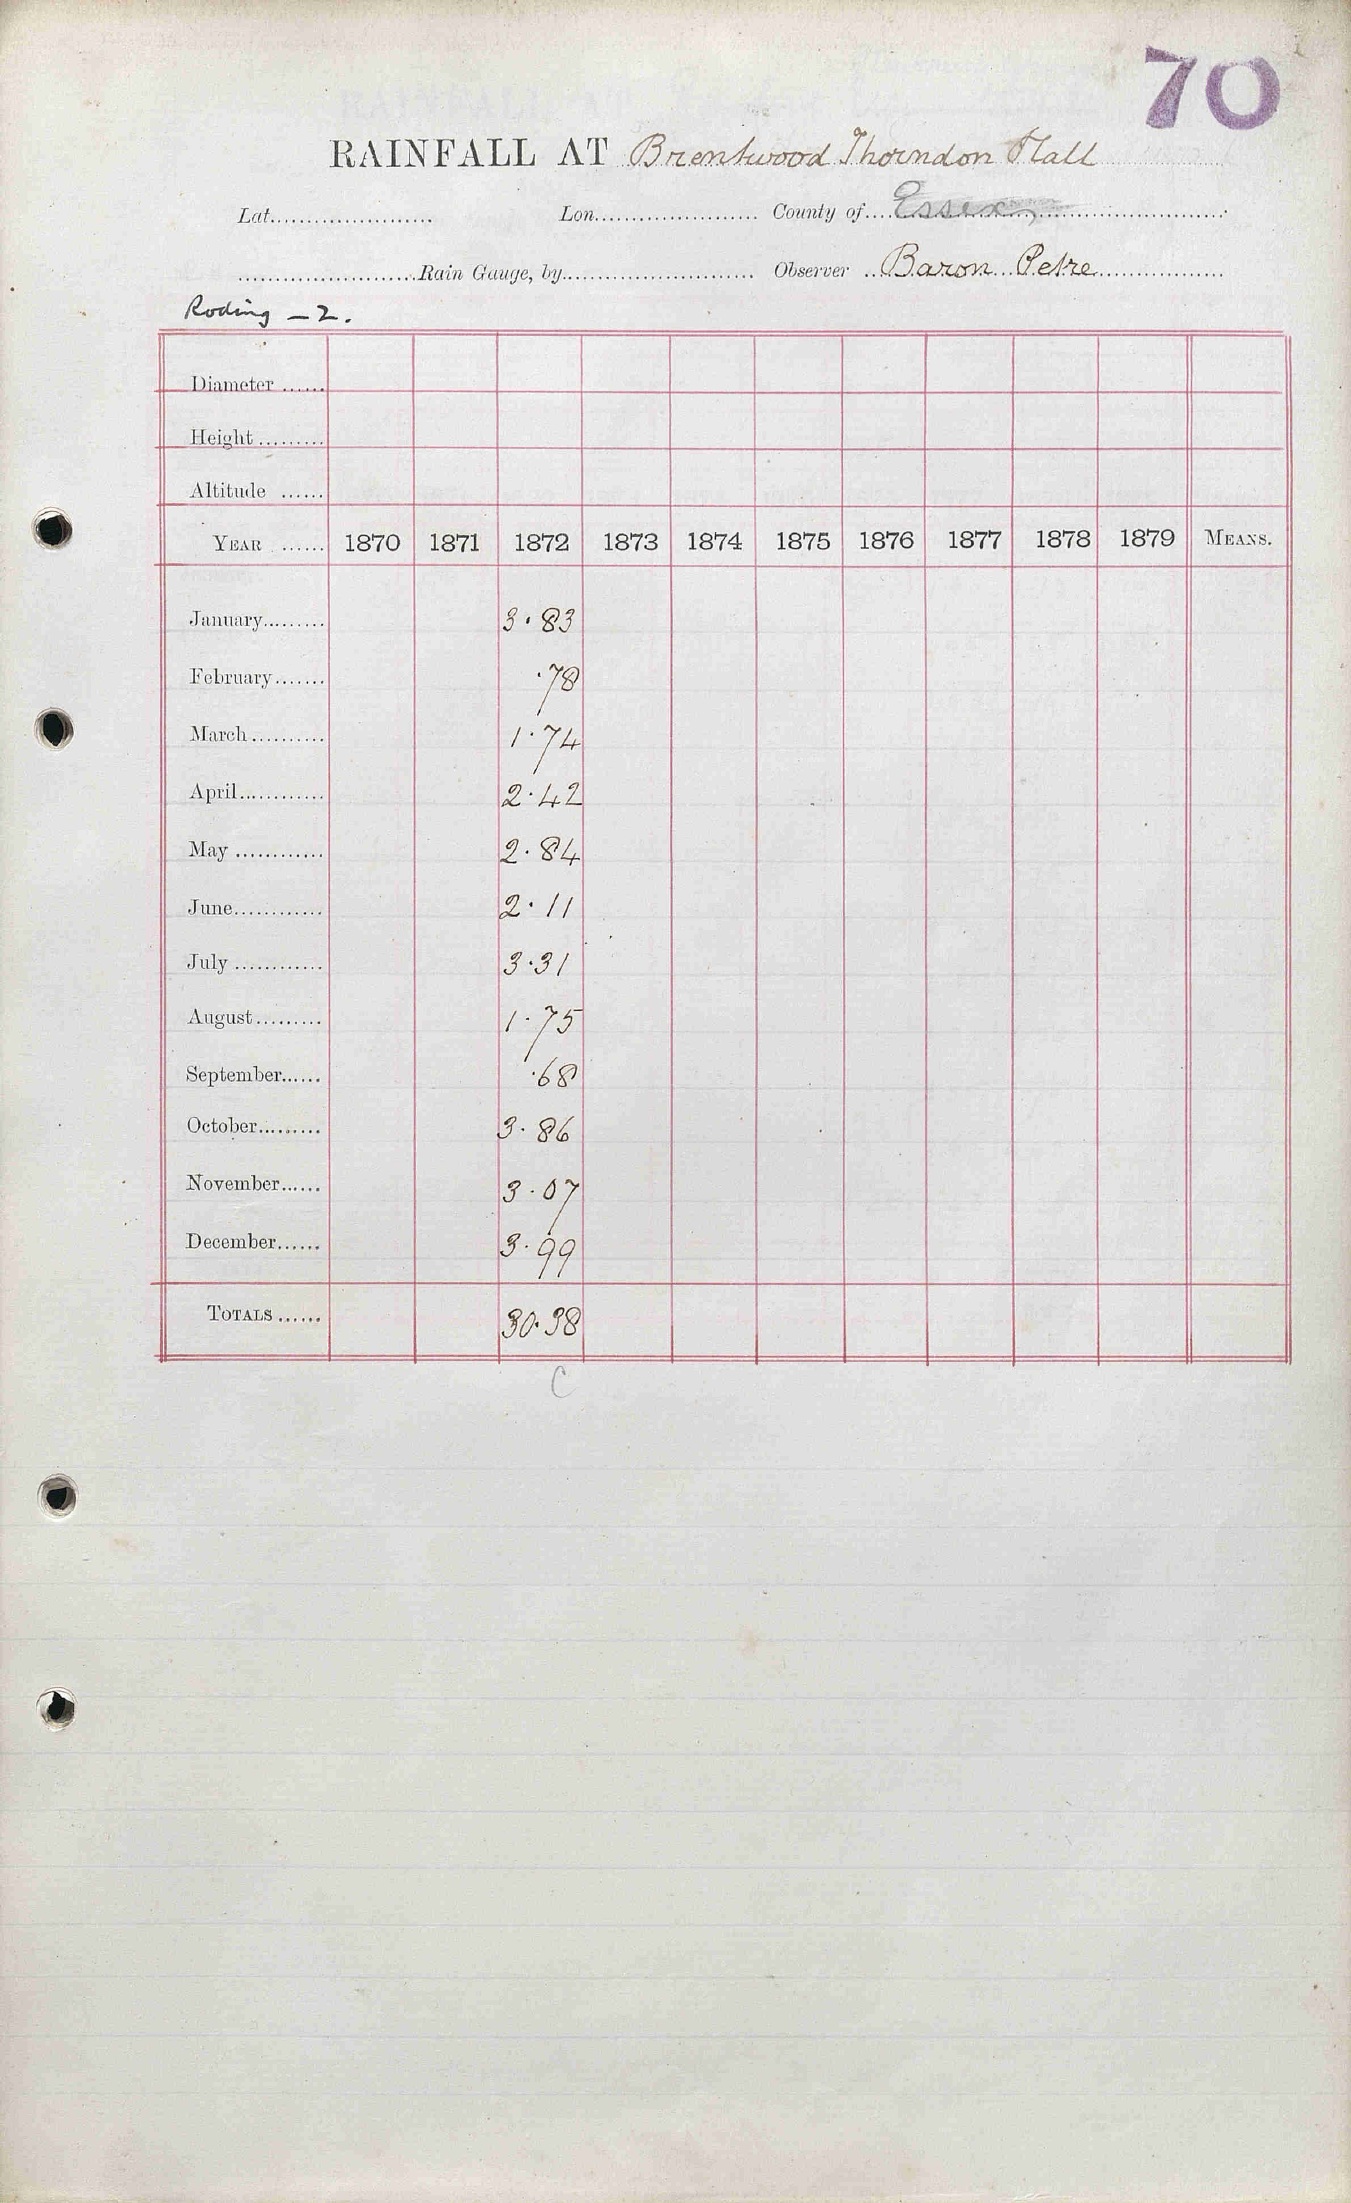 70
RAINFALL AT Brentwood Thorndon Hall
Lat...................... Lon...................... County of....Essex......................
........................Rain Gauge, by.......................... Observer ..Baron Petre.................
Roding - 2.
Diameter ......
Height .........
Altitude ......
YEAR ...... 1870 1871 1872 1873 1874 1875 1876 1877 1878 1879 MEANS.
January......... 3.83
February....... .78
March.......... 1.74
April............ 2.42
May ............ 2.84
June............ 2.11
July ............ 3.31
August......... 1.75
September...... .68
October......... 3.86
November...... 3.07
December...... 3.99
TOTALS ...... 30.38
C